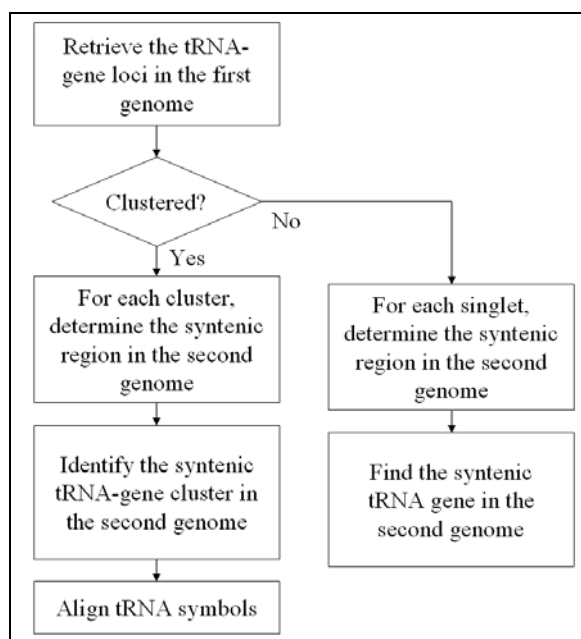 Retrieve the tRNA-
gene loci in the first
genome
Clustered?
No
Yes
For each cluster,
determine the syntenic
region in the second
genome
For each singlet,
determine the syntenic
region in the second
genome
Identify the syntenic
tRNA-gene cluster in
the second genome
Find the syntenic
tRNA gene in the
second genome
Align tRNA symbols